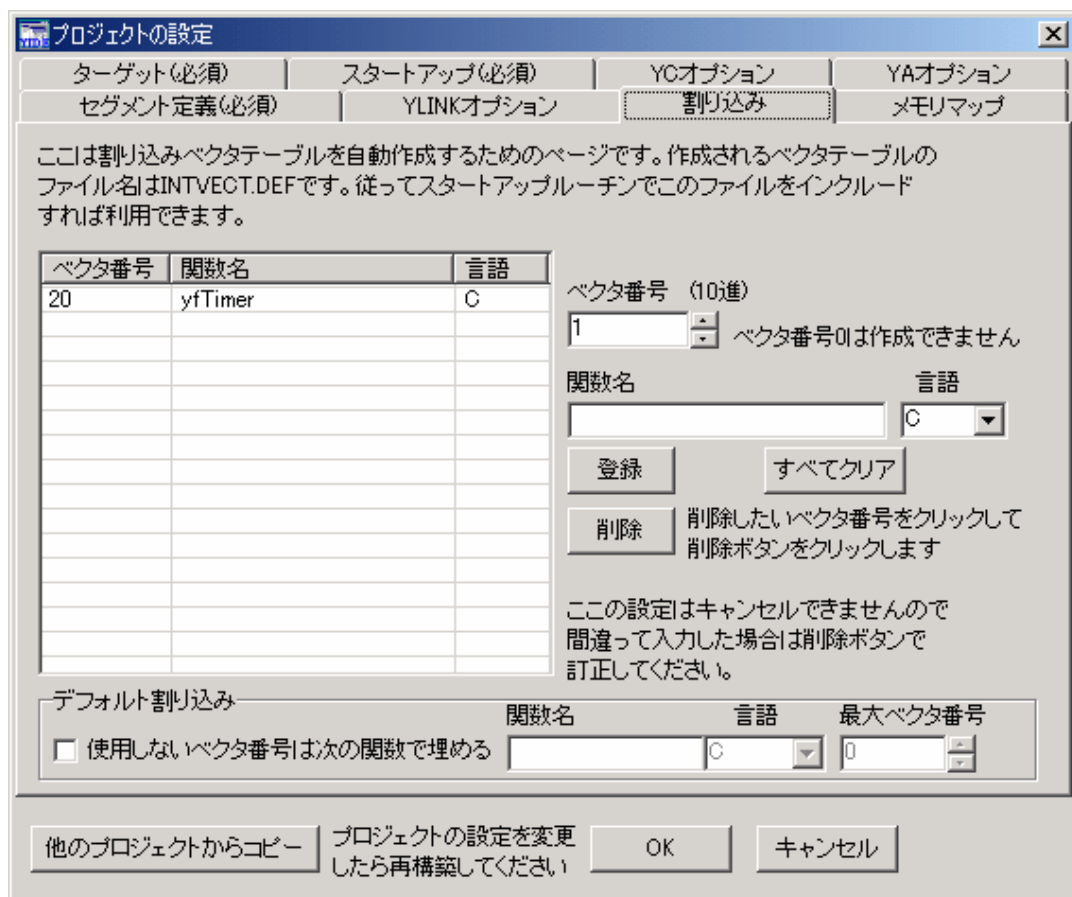 プロジェクトの設定
ターゲット(必須) スタートアップ(必須) YCオプション YAオプション
セグメント定義(必須) YLINKオプション 割り込み メモリマップ
ここは割り込みベクタテーブルを自動作成するためのページです。作成されるベクタテーブルの
ファイル名はINTVECT.DEFです。従ってスタートアップルーチンでこのファイルをインクルード
すれば利用できます。
ベクタ番号 関数名 言語
20 yfTimer C
ベクタ番号 (10進)
1 ベクタ番号0は作成できません
関数名 言語
C
登録 すべてクリア
削除 削除したいベクタ番号をクリックして
削除ボタンをクリックします
ここの設定はキャンセルできませんので
間違って入力した場合は削除ボタンで
訂正してください。
デフォルト割り込み
関数名 言語 最大ベクタ番号
使用しないベクタ番号は次の関数で埋める C 0
他のプロジェクトからコピー プロジェクトの設定を変更
したら再構築してください OK キャンセル